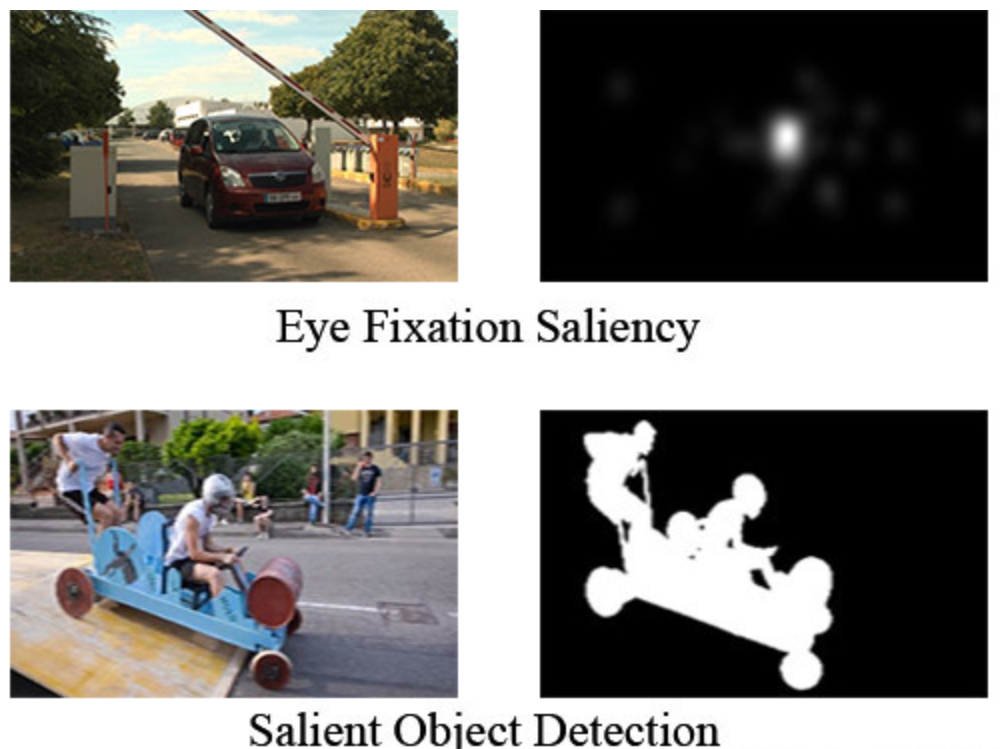 Eye Fixation Saliency
Salient Object Detection